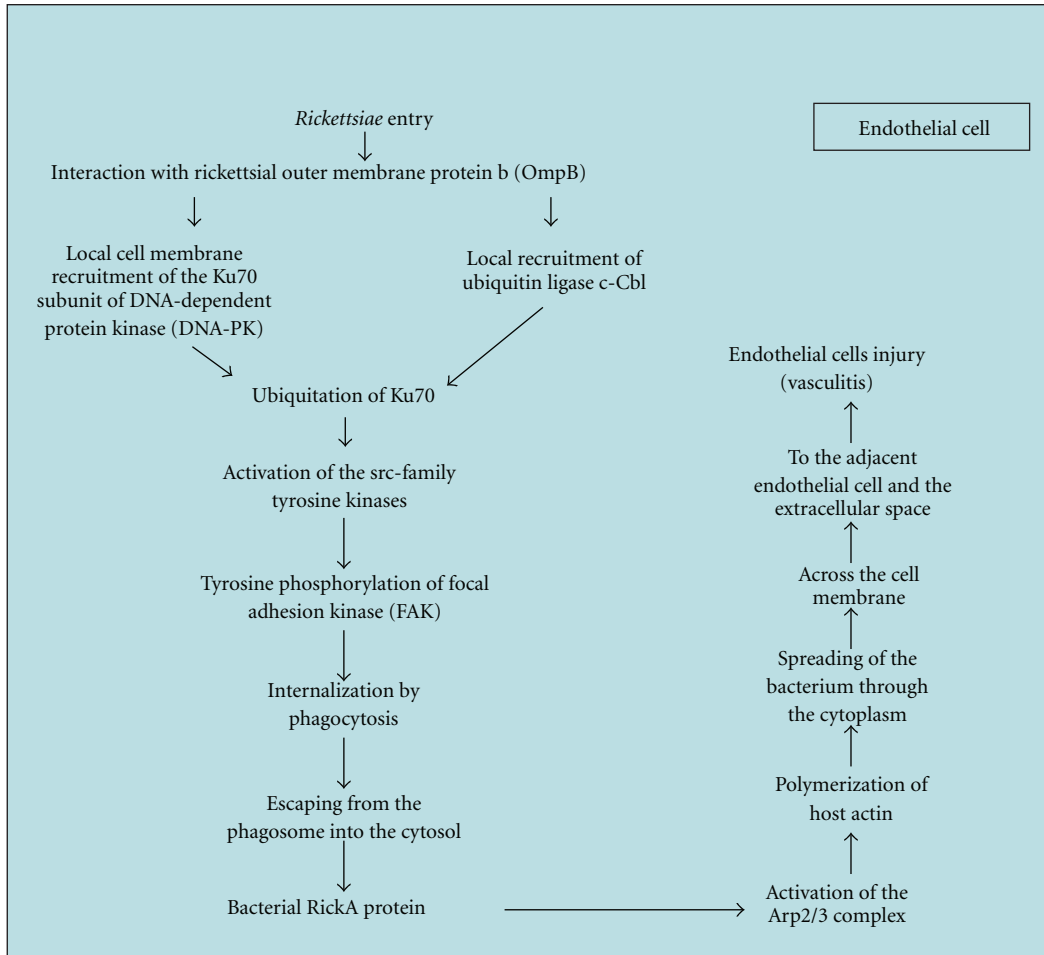 Rickettsiae entry
Endothelial cell
Interaction with rickettsial outer membrane protein b (OmpB)
Local cell membrane
recruitment of the Ku70
subunit of DNA-dependent
protein kinase (DNA-PK)
Local recruitment of
ubiquitin ligase c-Cbl
Ubiquitation of Ku70
Activation of the src-family
tyrosine kinases
Tyrosine phosphorylation of focal
adhesion kinase (FAK)
Internalization by
phagocytosis
Escaping from the
phagosome into the cytosol
Bacterial RickA protein
Activation of the
Arp2/3 complex
Polymerization of
host actin
Spreading of the
bacterium through
the cytoplasm
Across the cell
membrane
To the adjacent
endothelial cell and the
extracellular space
Endothelial cells injury
(vasculitis)